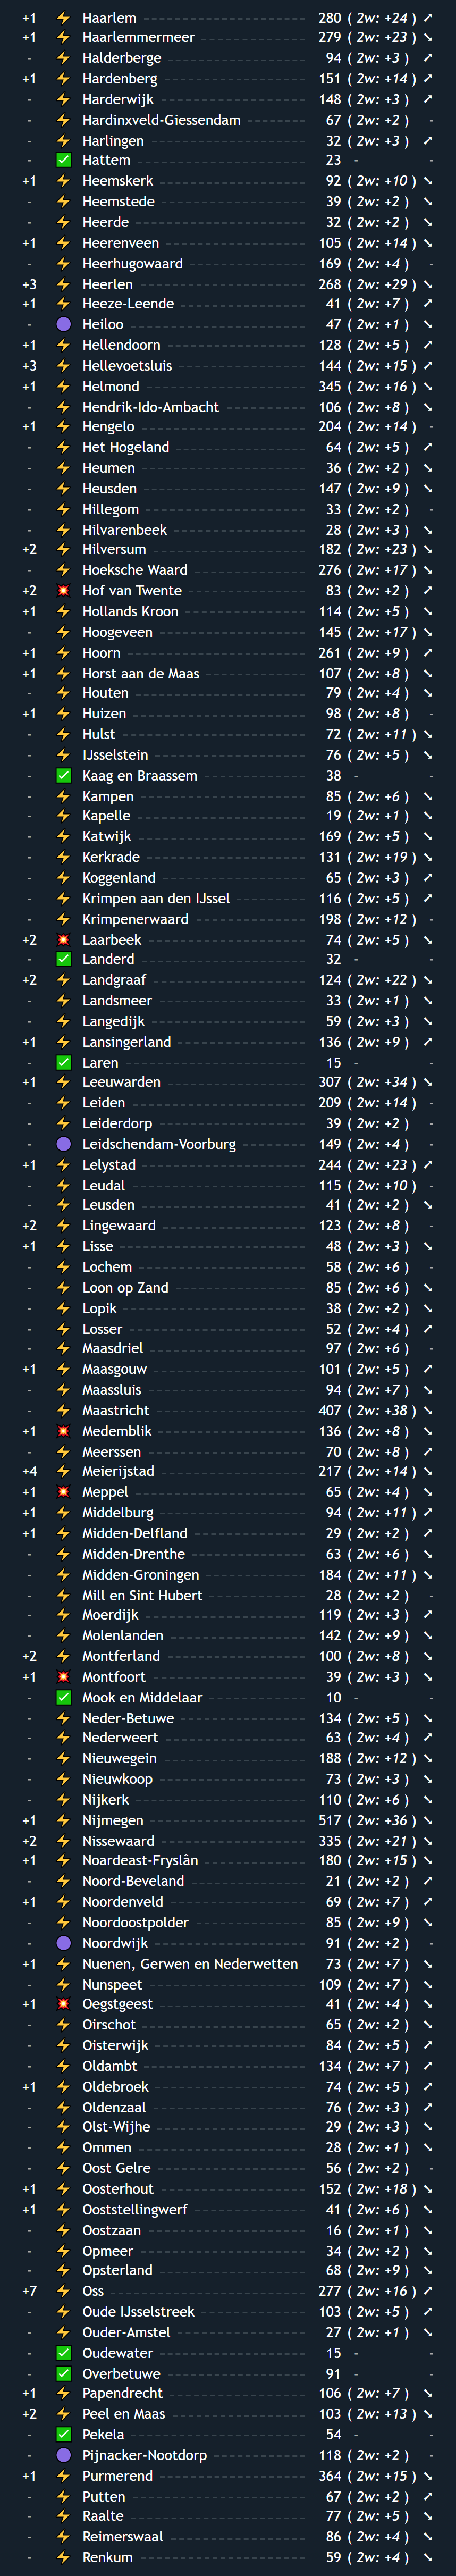 +1 ⚡ Haarlem 280 ( 2w: +24 ) ↗
+1 ⚡ Haarlemmermeer 279 ( 2w: +23 ) ↘
- ⚡ Halderberge 94 ( 2w: +3 ) ↗
+1 ⚡ Hardenberg 151 ( 2w: +14 ) ↗
- ⚡ Harderwijk 148 ( 2w: +3 ) ↗
- ⚡ Hardinxveld-Giessendam 67 ( 2w: +2 ) -
- ⚡ Harlingen 32 ( 2w: +3 ) ↗
- ✅ Hattem 23 - -
+1 ⚡ Heemskerk 92 ( 2w: +10 ) ↘
- ⚡ Heemstede 39 ( 2w: +2 ) ↘
- ⚡ Heerde 32 ( 2w: +2 ) ↘
+1 ⚡ Heerenveen 105 ( 2w: +14 ) ↘
- ⚡ Heerhugowaard 169 ( 2w: +4 ) -
+3 ⚡ Heerlen 268 ( 2w: +29 ) ↘
+1 ⚡ Heeze-Leende 41 ( 2w: +7 ) ↗
- 🟣 Heiloo 47 ( 2w: +1 ) ↘
+1 ⚡ Hellendoorn 128 ( 2w: +5 ) ↗
+3 ⚡ Hellevoetsluis 144 ( 2w: +15 ) ↗
+1 ⚡ Helmond 345 ( 2w: +16 ) ↘
- ⚡ Hendrik-Ido-Ambacht 106 ( 2w: +8 ) ↘
+1 ⚡ Hengelo 204 ( 2w: +14 ) -
- ⚡ Het Hogeland 64 ( 2w: +5 ) ↗
- ⚡ Heumen 36 ( 2w: +2 ) ↘
- ⚡ Heusden 147 ( 2w: +9 ) ↘
- ⚡ Hillegom 33 ( 2w: +2 ) -
- ⚡ Hilvarenbeek 28 ( 2w: +3 ) ↘
+2 ⚡ Hilversum 182 ( 2w: +23 ) ↘
- ⚡ Hoeksche Waard 276 ( 2w: +17 ) ↘
+2 💥 Hof van Twente 83 ( 2w: +2 ) ↗
+1 ⚡ Hollands Kroon 114 ( 2w: +5 ) ↘
- ⚡ Hoogeveen 145 ( 2w: +17 ) ↘
+1 ⚡ Hoorn 261 ( 2w: +9 ) ↗
+1 ⚡ Horst aan de Maas 107 ( 2w: +8 ) ↘
- ⚡ Houten 79 ( 2w: +4 ) ↘
+1 ⚡ Huizen 98 ( 2w: +8 ) -
- ⚡ Hulst 72 ( 2w: +11 ) ↘
- ⚡ IJsselstein 76 ( 2w: +5 ) ↘
- ✅ Kaag en Braassem 38 - -
- ⚡ Kampen 85 ( 2w: +6 ) ↘
- ⚡ Kapelle 19 ( 2w: +1 ) ↘
- ⚡ Katwijk 169 ( 2w: +5 ) ↘
- ⚡ Kerkrade 131 ( 2w: +19 ) ↘
- ⚡ Koggenland 65 ( 2w: +3 ) ↗
- ⚡ Krimpen aan den IJssel 116 ( 2w: +5 ) ↗
- ⚡ Krimpenerwaard 198 ( 2w: +12 ) -
+2 💥 Laarbeek 74 ( 2w: +5 ) ↘
- ✅ Landerd 32 - -
+2 ⚡ Landgraaf 124 ( 2w: +22 ) ↘
- ⚡ Landsmeer 33 ( 2w: +1 ) ↘
- ⚡ Langedijk 59 ( 2w: +3 ) ↘
+1 ⚡ Lansingerland 136 ( 2w: +9 ) ↗
- ✅ Laren 15 - -
+1 ⚡ Leeuwarden 307 ( 2w: +34 ) ↘
- ⚡ Leiden 209 ( 2w: +14 ) -
- ⚡ Leiderdorp 39 ( 2w: +2 ) -
- 🟣 Leidschendam-Voorburg 149 ( 2w: +4 ) -
+1 ⚡ Lelystad 244 ( 2w: +23 ) ↗
- ⚡ Leudal 115 ( 2w: +10 ) -
- ⚡ Leusden 41 ( 2w: +2 ) ↘
+2 ⚡ Lingewaard 123 ( 2w: +8 ) -
+1 ⚡ Lisse 48 ( 2w: +3 ) ↘
- ⚡ Lochem 58 ( 2w: +6 ) -
- ⚡ Loon op Zand 85 ( 2w: +6 ) ↘
- ⚡ Lopik 38 ( 2w: +2 ) ↘
- ⚡ Losser 52 ( 2w: +4 ) ↗
- ⚡ Maasdriel 97 ( 2w: +6 ) -
+1 ⚡ Maasgouw 101 ( 2w: +5 ) ↗
- ⚡ Maassluis 94 ( 2w: +7 ) ↘
- ⚡ Maastricht 407 ( 2w: +38 ) ↘
+1 💥 Medemblik 136 ( 2w: +8 ) ↘
- ⚡ Meerssen 70 ( 2w: +8 ) ↗
+4 ⚡ Meierijstad 217 ( 2w: +14 ) ↘
+1 💥 Meppel 65 ( 2w: +4 ) ↘
+1 ⚡ Middelburg 94 ( 2w: +11 ) ↗
+1 ⚡ Midden-Delfland 29 ( 2w: +2 ) ↗
- ⚡ Midden-Drenthe 63 ( 2w: +6 ) ↘
- ⚡ Midden-Groningen 184 ( 2w: +11 ) ↘
- ⚡ Mill en Sint Hubert 28 ( 2w: +2 ) -
- ⚡ Moerdijk 119 ( 2w: +3 ) ↗
- ⚡ Molenlanden 142 ( 2w: +9 ) ↘
+2 ⚡ Montferland 100 ( 2w: +8 ) ↘
+1 💥 Montfoort 39 ( 2w: +3 ) ↘
- ✅ Mook en Middelaar 10 - -
- ⚡ Neder-Betuwe 134 ( 2w: +5 ) ↘
- ⚡ Nederweert 63 ( 2w: +4 ) ↗
- ⚡ Nieuwegein 188 ( 2w: +12 ) ↘
- ⚡ Nieuwkoop 73 ( 2w: +3 ) ↘
- ⚡ Nijkerk 110 ( 2w: +6 ) ↘
+1 ⚡ Nijmegen 517 ( 2w: +36 ) ↘
+2 ⚡ Nissewaard 335 ( 2w: +21 ) ↘
+1 ⚡ Noardeast-Fryslân 180 ( 2w: +15 ) ↘
- ⚡ Noord-Beveland 21 ( 2w: +2 ) ↗
+1 ⚡ Noordenveld 69 ( 2w: +7 ) ↗
- ⚡ Noordoostpolder 85 ( 2w: +9 ) ↘
- 🟣 Noordwijk 91 ( 2w: +2 ) -
+1 ⚡ Nuenen, Gerwen en Nederwetten 73 ( 2w: +7 ) ↘
- ⚡ Nunspeet 109 ( 2w: +7 ) ↘
+1 💥 Oegstgeest 41 ( 2w: +4 ) ↘
- ⚡ Oirschot 65 ( 2w: +2 ) ↘
- ⚡ Oisterwijk 84 ( 2w: +5 ) ↗
- ⚡ Oldambt 134 ( 2w: +7 ) ↗
+1 ⚡ Oldebroek 74 ( 2w: +5 ) ↗
- ⚡ Oldenzaal 76 ( 2w: +3 ) ↗
- ⚡ Olst-Wijhe 29 ( 2w: +3 ) ↘
- ⚡ Ommen 28 ( 2w: +1 ) ↘
- ⚡ Oost Gelre 56 ( 2w: +2 ) -
+1 ⚡ Oosterhout 152 ( 2w: +18 ) ↘
+1 ⚡ Ooststellingwerf 41 ( 2w: +6 ) ↘
- ⚡ Oostzaan 16 ( 2w: +1 ) ↘
- ⚡ Opmeer 34 ( 2w: +2 ) ↘
- ⚡ Opsterland 68 ( 2w: +9 ) ↘
+7 ⚡ Oss 277 ( 2w: +16 ) ↗
- ⚡ Oude IJsselstreek 103 ( 2w: +5 ) ↗
- ⚡ Ouder-Amstel 27 ( 2w: +1 ) ↘
- ✅ Oudewater 15 - -
- ✅ Overbetuwe 91 - -
+1 ⚡ Papendrecht 106 ( 2w: +7 ) ↘
+2 ⚡ Peel en Maas 103 ( 2w: +13 ) ↘
- ✅ Pekela 54 - -
- 🟣 Pijnacker-Nootdorp 118 ( 2w: +2 ) -
+1 ⚡ Purmerend 364 ( 2w: +15 ) ↘
- ⚡ Putten 67 ( 2w: +2 ) ↗
- ⚡ Raalte 77 ( 2w: +5 ) ↘
- ⚡ Reimerswaal 86 ( 2w: +4 ) ↘
- ⚡ Renkum 59 ( 2w: +4 ) ↘